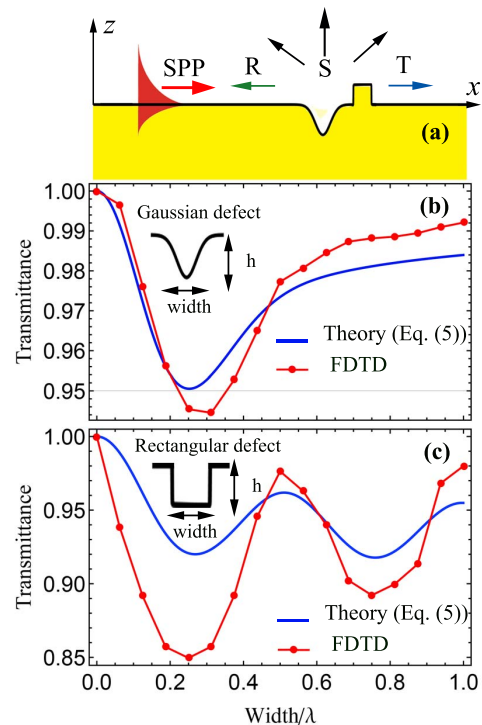 z
SPP
R
S
T
x
(a)
1.00
(b)
0.99
Gaussian defect
0.98
h
0.97
width
Transmittance
0.96
Theory (Eq. (5))
FDTD
0.95
1.00
(c)
Rectangular defect
0.95
h
width
Transmittance
0.90
Theory (Eq. (5))
FDTD
0.85
0.0 0.2 0.4 0.6 0.8 1.0
Width/λ